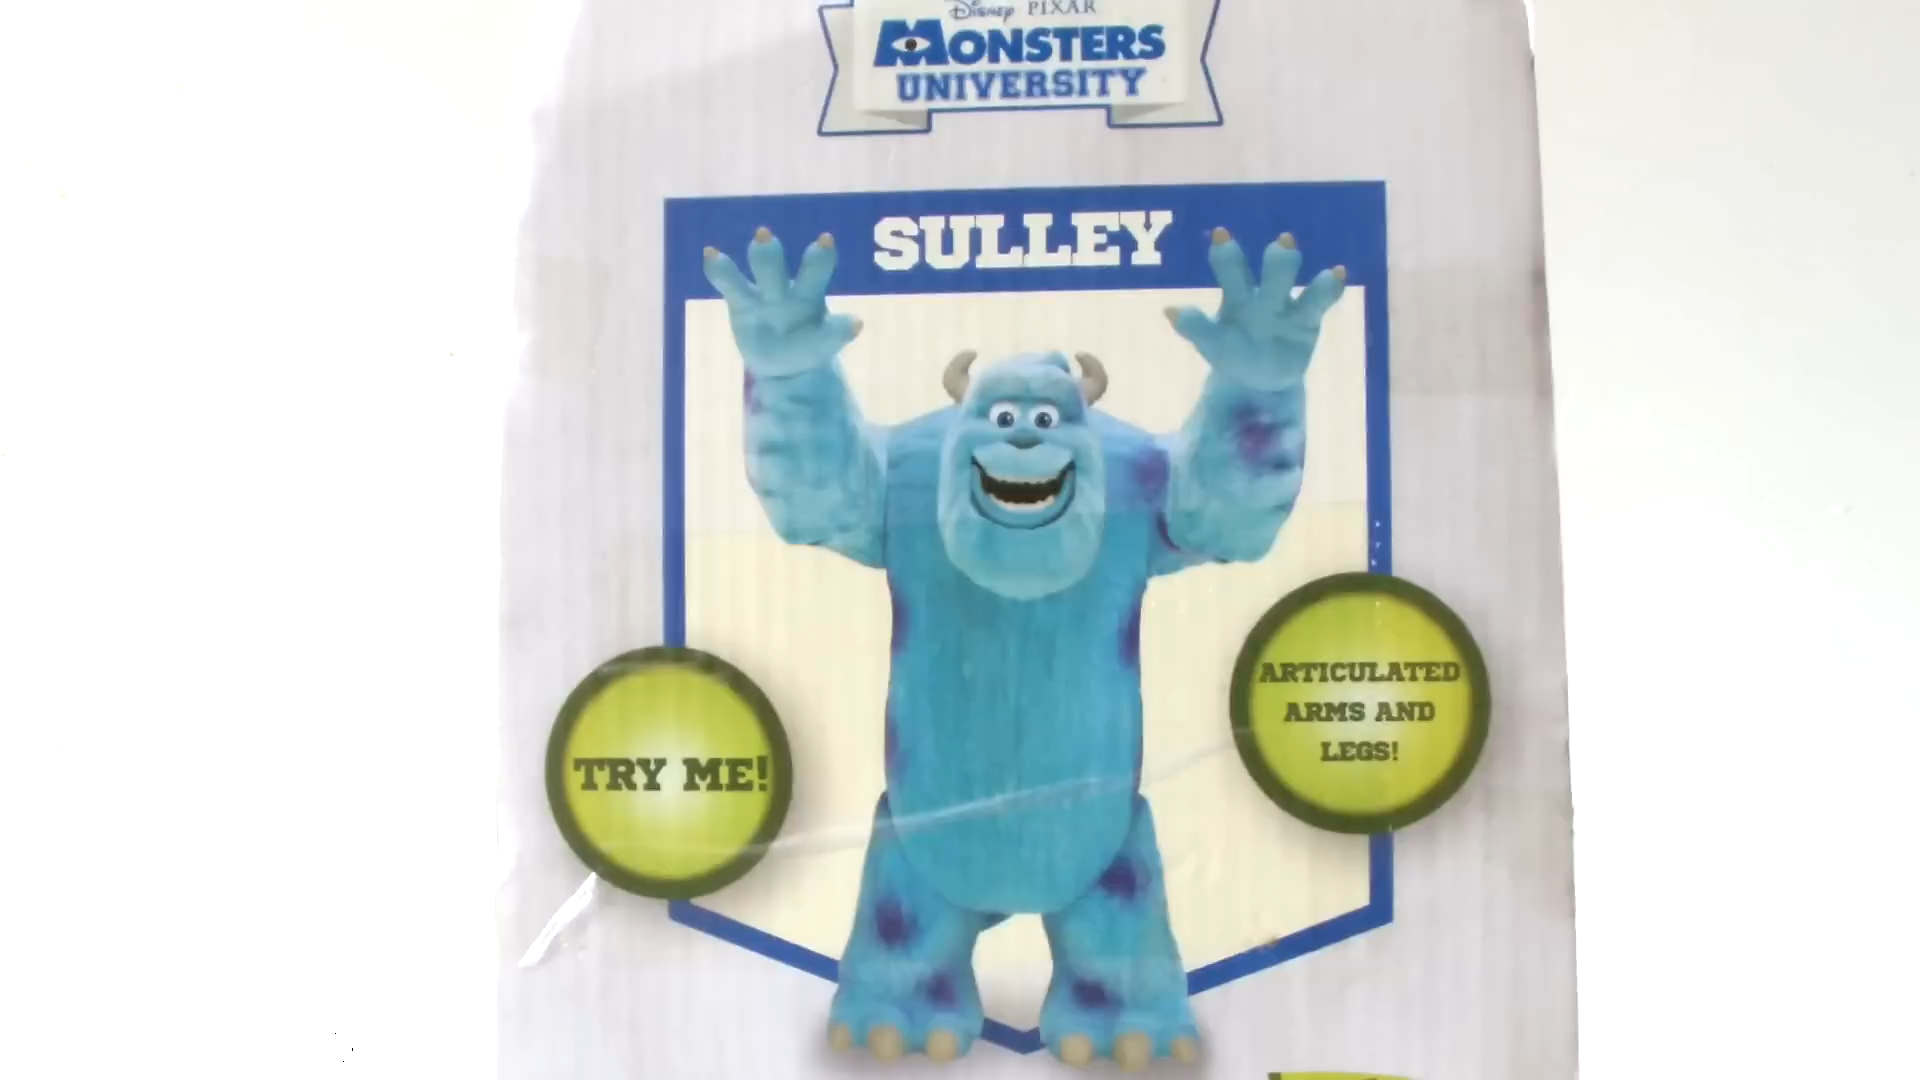 Disney PIXAR
MONSTERS
UNIVERSITY
SULLEY
TRY ME!
ARTICULATED
ARMS AND
LEGS!